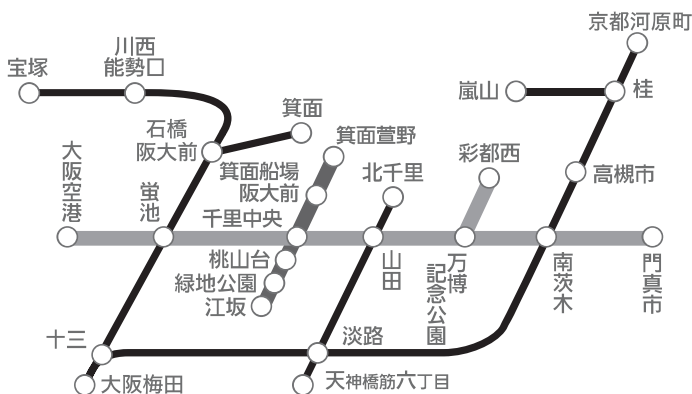 京都河原町
川西
能勢口
宝塚
嵐山
桂
石橋
阪大前
箕面
箕面萱野
大阪空港
蛍池
箕面船場
阪大前
北千里
彩都西
高槻市
千里中央
桃山台
緑地公園
江坂
山田
万博
記念公園
南茨木
門真市
十三
淡路
大阪梅田
天神橋筋六丁目